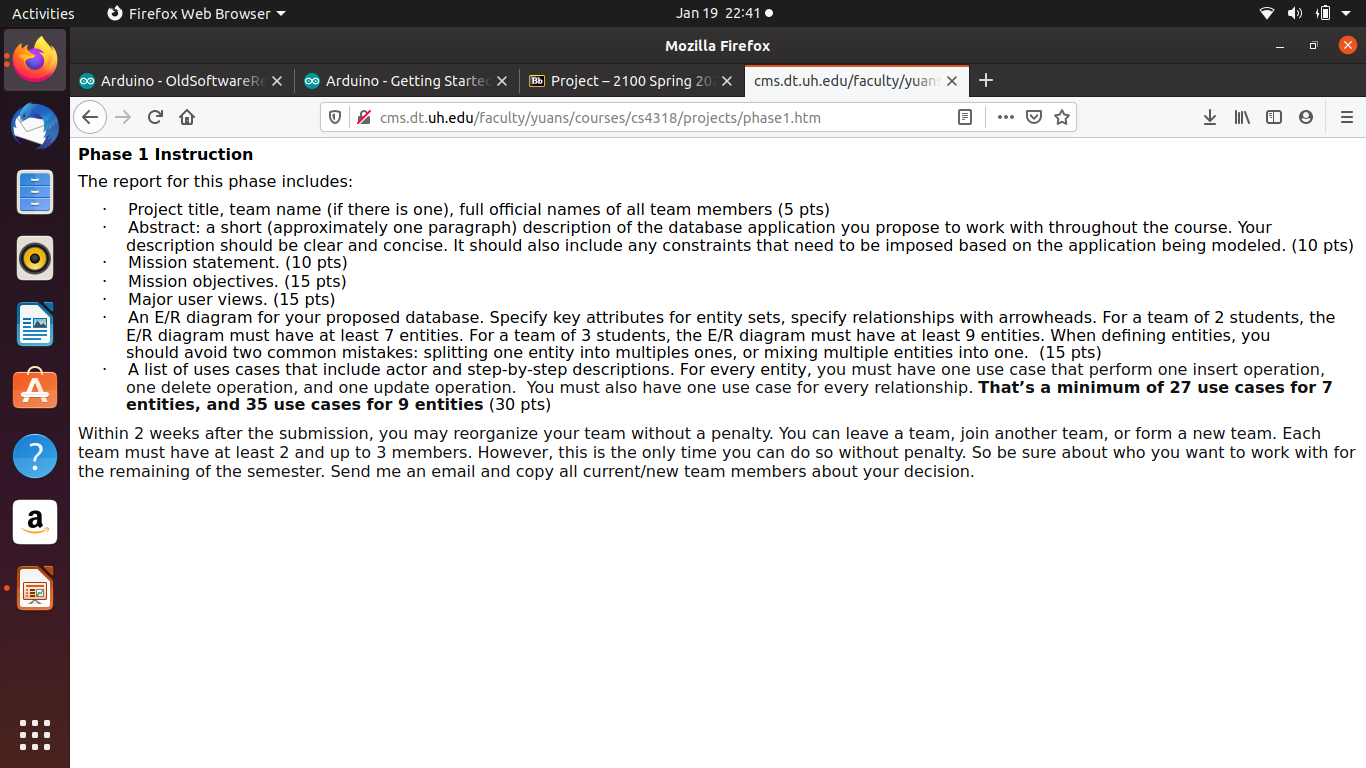 Activities
Firefox Web Browser
Jan 19 22:41
Mozilla Firefox
Arduino - OldSoftwareRe
Arduino - Getting Started
Bb Project – 2100 Spring 20
cms.dt.uh.edu/faculty/yuans
cms.dt.uh.edu/faculty/yuans/courses/cs4318/projects/phase1.htm
Phase 1 Instruction
The report for this phase includes:
· Project title, team name (if there is one), full official names of all team members (5 pts)
· Abstract: a short (approximately one paragraph) description of the database application you propose to work with throughout the course. Your
description should be clear and concise. It should also include any constraints that need to be imposed based on the application being modeled. (10 pts)
· Mission statement. (10 pts)
· Mission objectives. (15 pts)
· Major user views. (15 pts)
· An E/R diagram for your proposed database. Specify key attributes for entity sets, specify relationships with arrowheads. For a team of 2 students, the
E/R diagram must have at least 7 entities. For a team of 3 students, the E/R diagram must have at least 9 entities. When defining entities, you
should avoid two common mistakes: splitting one entity into multiples ones, or mixing multiple entities into one. (15 pts)
· A list of uses cases that include actor and step-by-step descriptions. For every entity, you must have one use case that perform one insert operation,
one delete operation, and one update operation. You must also have one use case for every relationship. That's a minimum of 27 use cases for 7
entities, and 35 use cases for 9 entities (30 pts)
Within 2 weeks after the submission, you may reorganize your team without a penalty. You can leave a team, join another team, or form a new team. Each
team must have at least 2 and up to 3 members. However, this is the only time you can do so without penalty. So be sure about who you want to work with for
the remaining of the semester. Send me an email and copy all current/new team members about your decision.